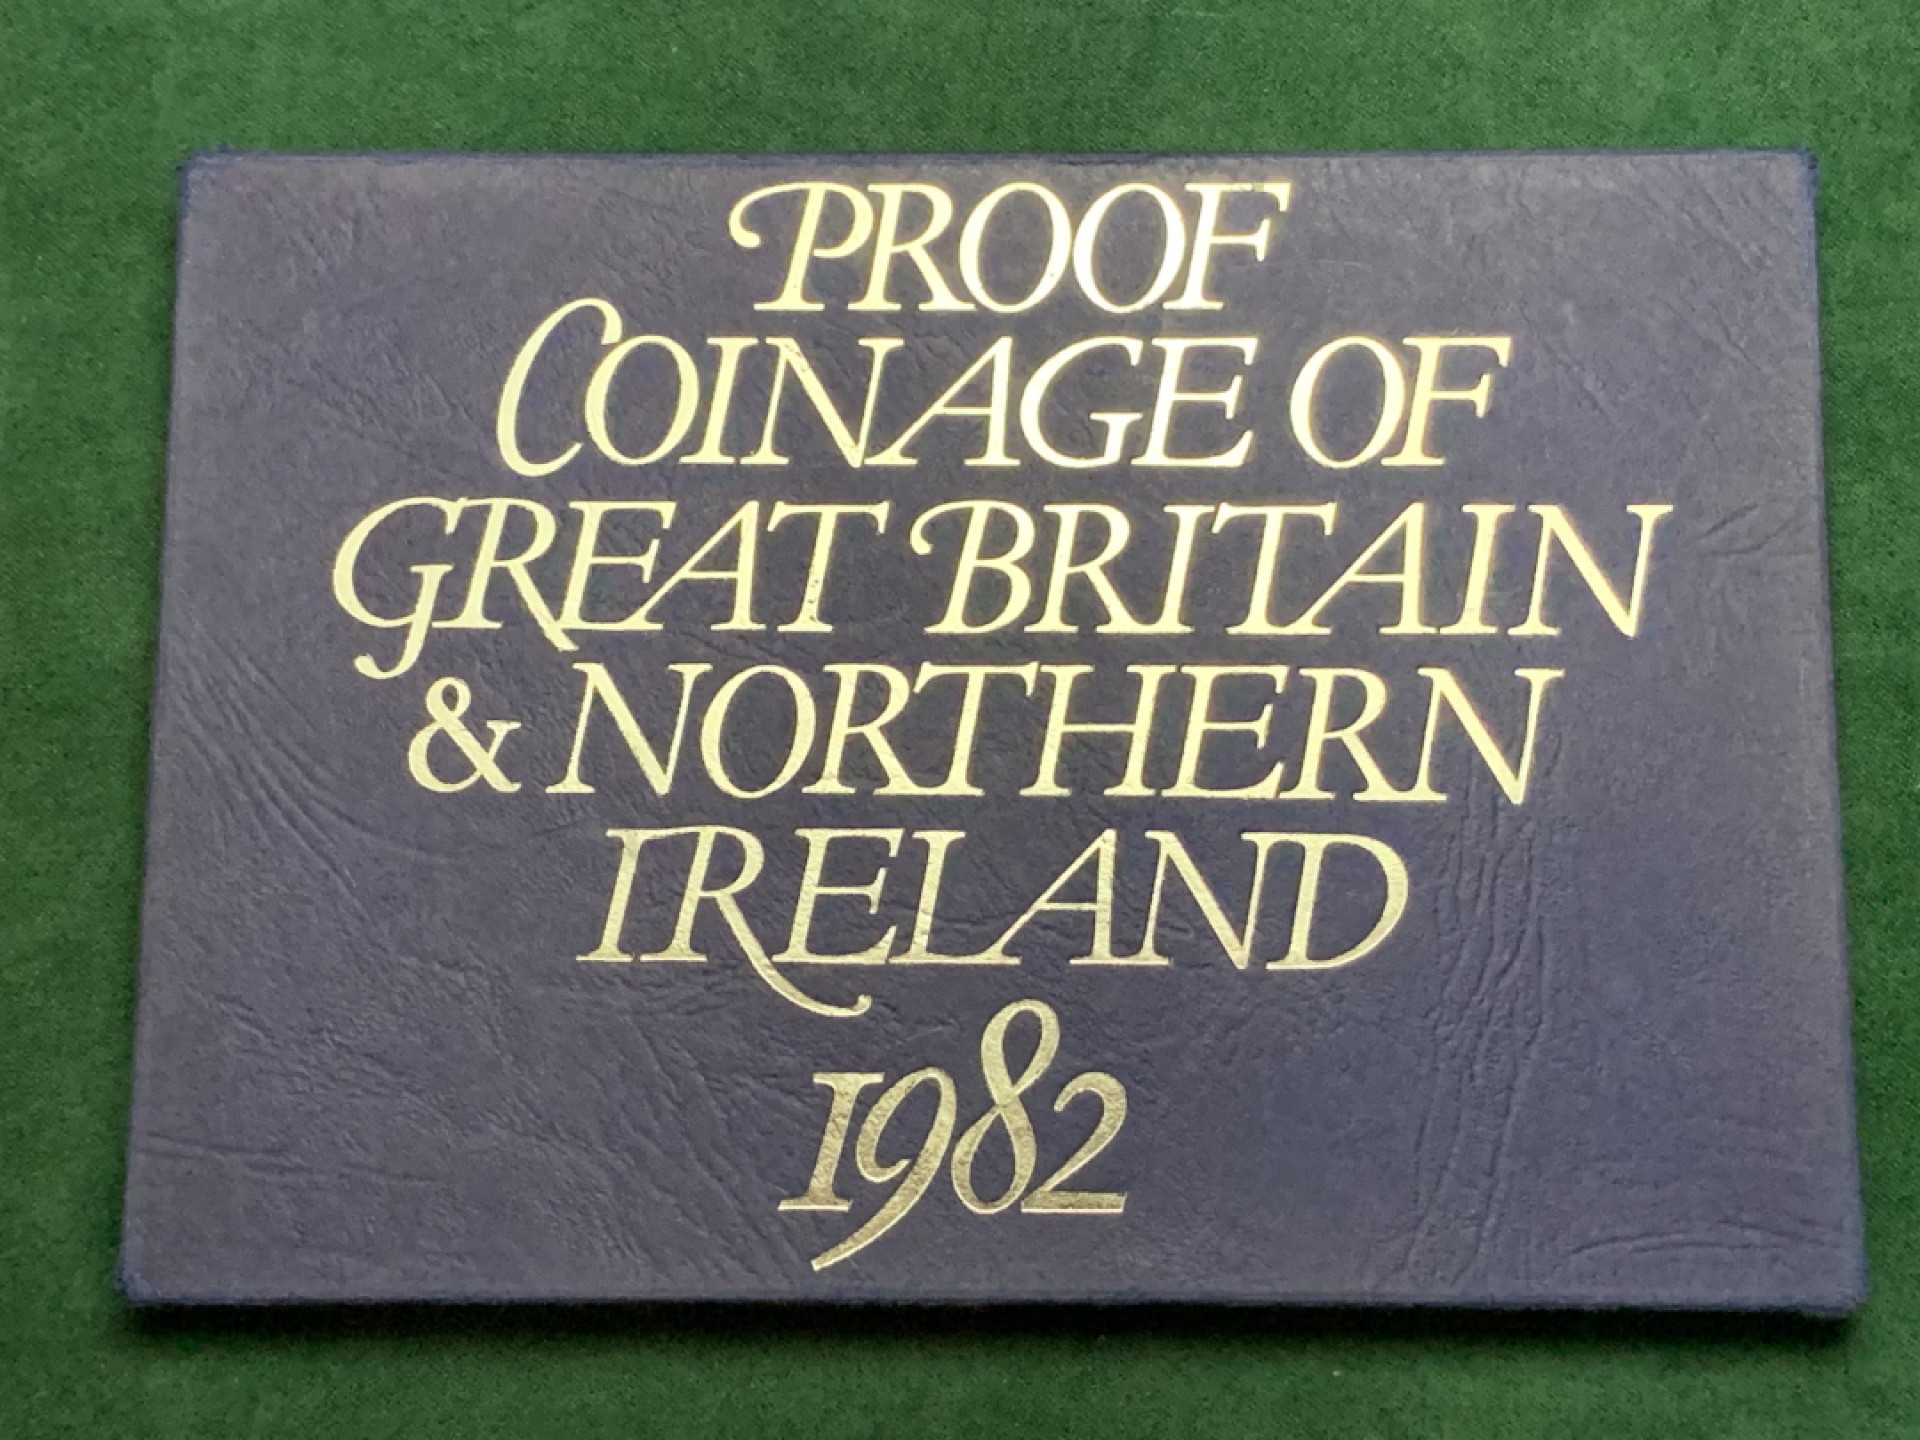 PROOF
COINAGE OF
GREAT BRITAIN
& NORTHERN
IRELAND
1982